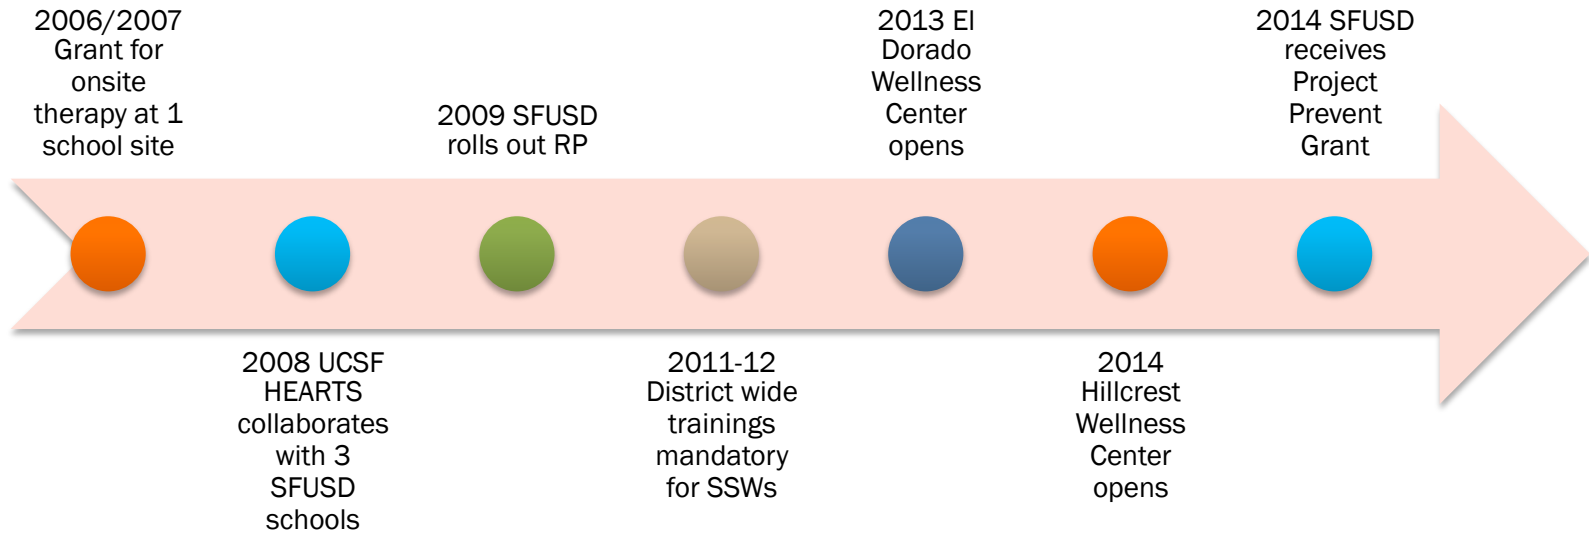 2006/2007
Grant for
onsite
therapy at 1
school site
2008 UCSF
HEARTS
collaborates
with 3
SFUSD
schools
2009 SFUSD
rolls out RP
2011-12
District wide
trainings
mandatory
for SSWs
2013 El
Dorado
Wellness
Center
opens
2014
Hillcrest
Wellness
Center
opens
2014 SFUSD
receives
Project
Prevent
Grant